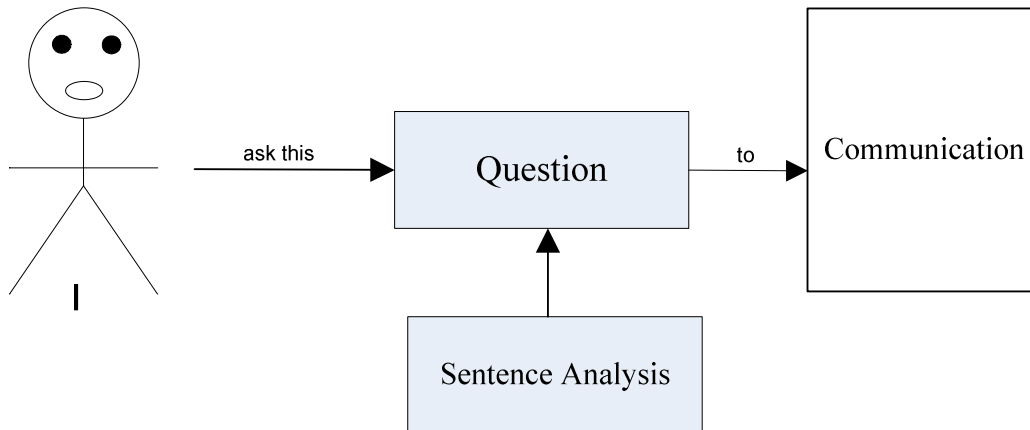 ask this
Question
to
Communication
I
Sentence Analysis